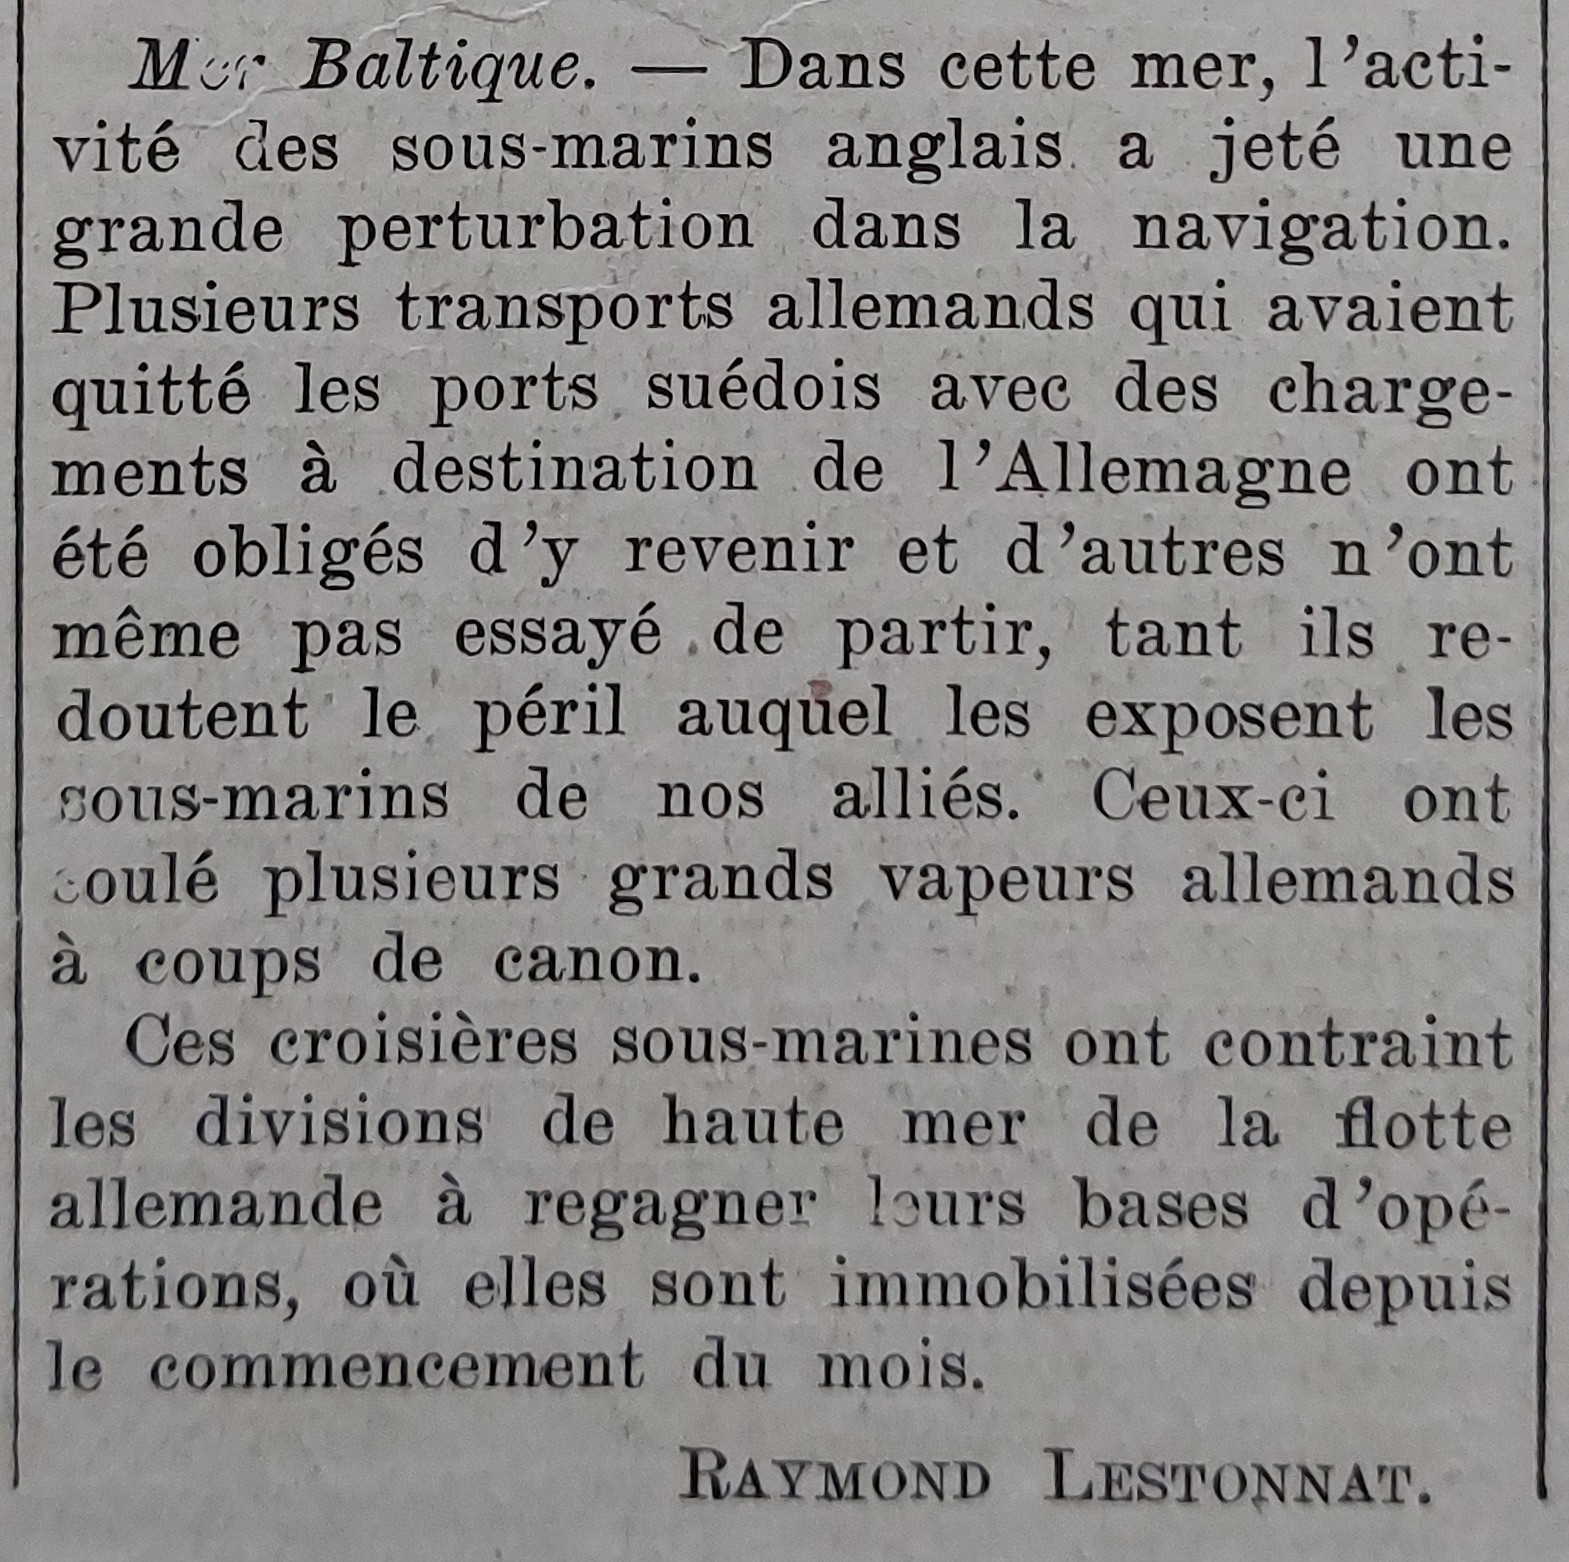 Mer Baltique. — Dans cette mer, l'acti-
vité des sous-marins anglais a jeté une
grande perturbation dans la navigation.
Plusieurs transports allemands qui avaient
quitté les ports suédois avec des charge-
ments à destination de l'Allemagne ont
été obligés d'y revenir et d'autres n'ont
même pas essayé de partir, tant ils re-
doutent le péril auquel les exposent les
sous-marins de nos alliés. Ceux-ci ont
coulé plusieurs grands vapeurs allemands
à coups de canon.
Ces croisières sous-marines ont contraint
les divisions de haute mer de la flotte
allemande à regagner leurs bases d'opé-
rations, où elles sont immobilisées depuis
le commencement du mois.
RAYMOND LESTONNAT.